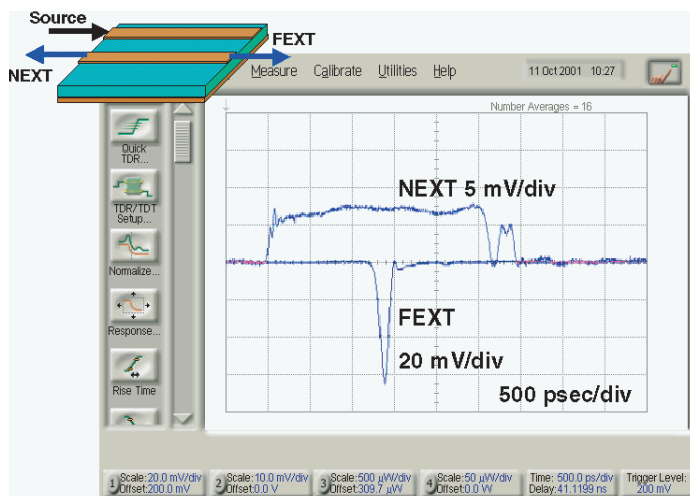 Source
FEXT
NEXT
Measure Calibrate Utilities Help 11 Oct 2001 10:27
Number Averages = 16
Quick
TDR...
TDR/TDT
Setup...
Normalize...
Response...
Rise Time
NEXT 5 mV/div
FEXT
20 mV/div
500 psec/div
1 Scale:20.0 mV/div
Offset:200.0 mV
2 Scale:10.0 mV/div
Offset:0.0 V
3 Scale:500 µW/div
Offset:309.7 µW
4 Scale:50 µW/div
Offset:0.0 W
Time: 500.0 ps/div
Delay:41.1199 ns
Trigger Level:
200 mV